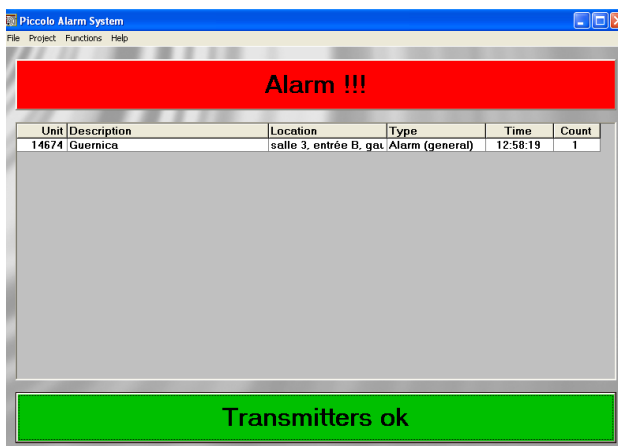 Piccolo Alarm System
File Project Functions Help
Alarm !!!
Unit Description Location Type Time Count
14674 Guernica salle 3, entrée B, gau Alarm (general) 12:58:19 1
Transmitters ok